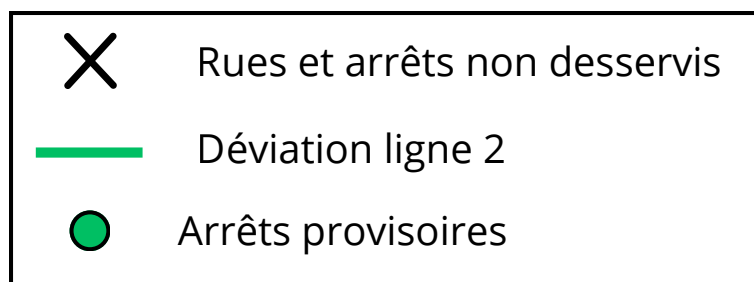 Rues et arrêts non desservis
Déviation ligne 2
Arrêts provisoires